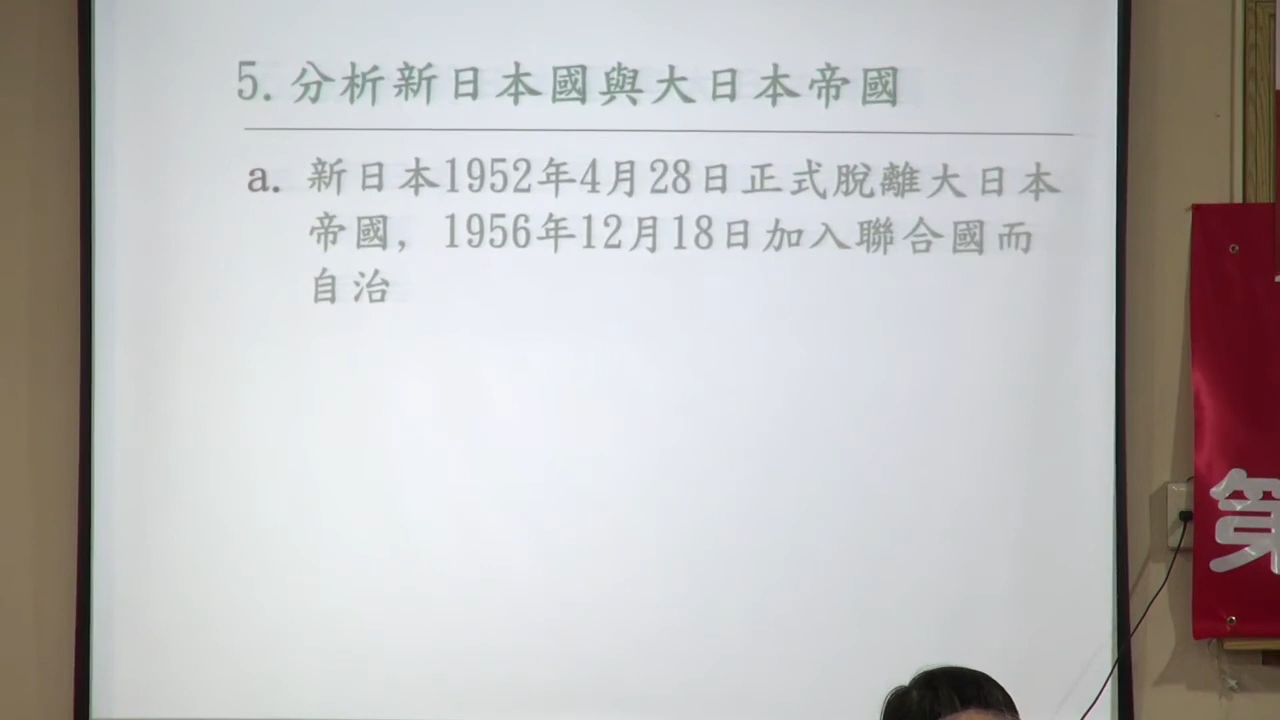 5. 分析新日本國與大日本帝國
a. 新日本1952年4月28日正式脫離大日本
帝國，1956年12月18日加入聯合國而
自治
第